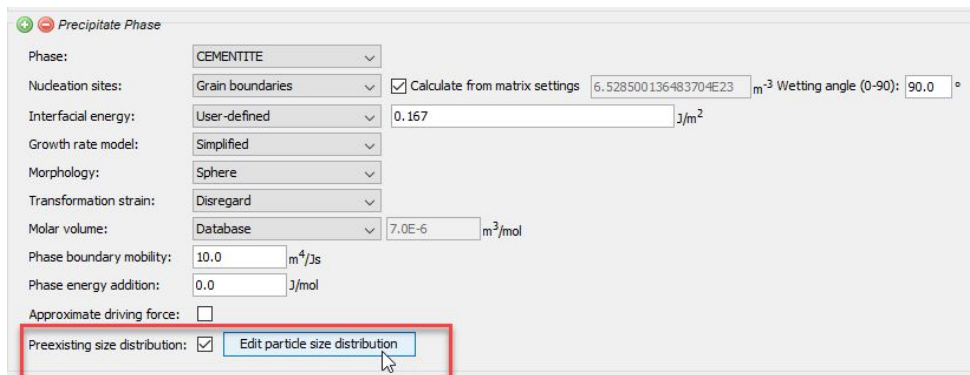 Precipitate Phase
Phase: CEMENTITE
Nucleation sites: Grain boundaries Calculate from matrix settings 6.528500136483704E23 m-3 Wetting angle (0-90): 90.0 °
Interfacial energy: User-defined 0.167 J/m2
Growth rate model: Simplified
Morphology: Sphere
Transformation strain: Disregard
Molar volume: Database 7.0E-6 m3/mol
Phase boundary mobility: 10.0 m4/Js
Phase energy addition: 0.0 J/mol
Approximate driving force:
Preexisting size distribution: Edit particle size distribution